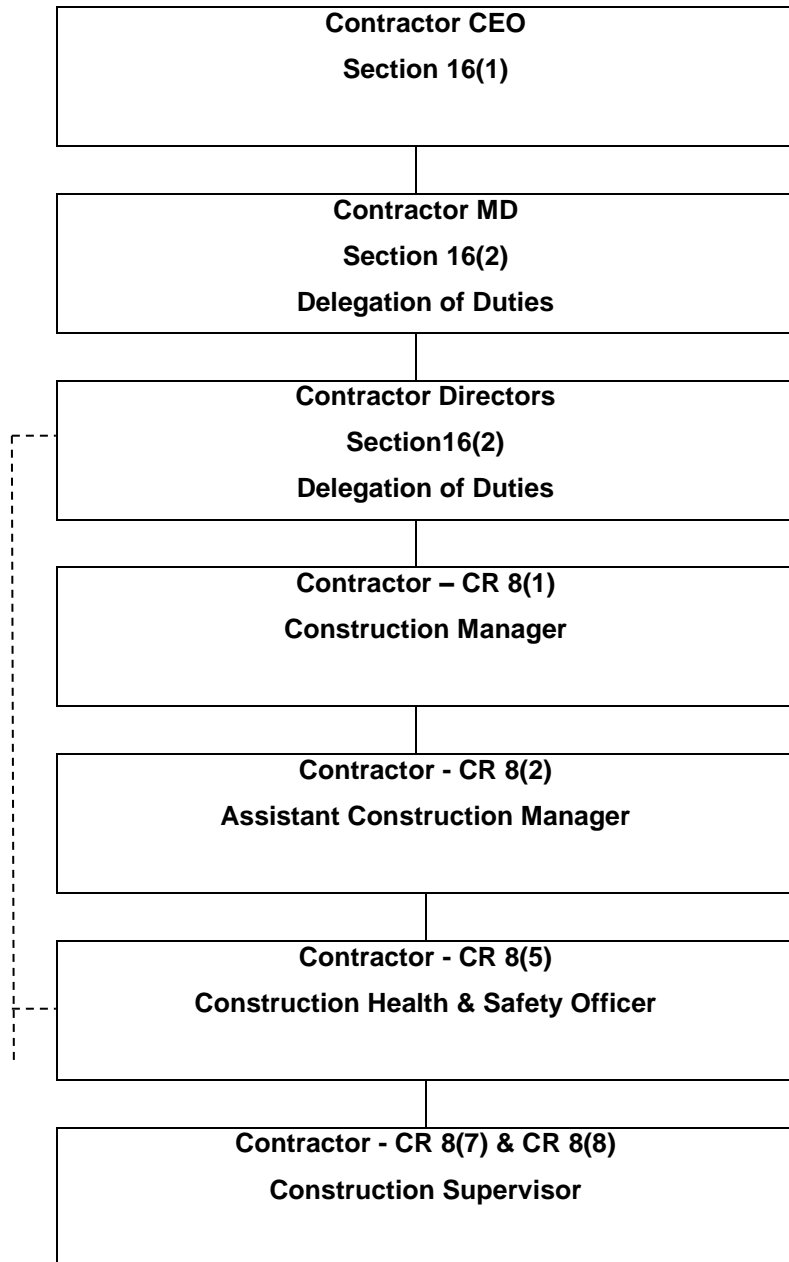 Contractor CEO
Section 16(1)
Contractor MD
Section 16(2)
Delegation of Duties
Contractor Directors
Section16(2)
Delegation of Duties
Contractor – CR 8(1)
Construction Manager
Contractor - CR 8(2)
Assistant Construction Manager
Contractor - CR 8(5)
Construction Health & Safety Officer
Contractor - CR 8(7) & CR 8(8)
Construction Supervisor